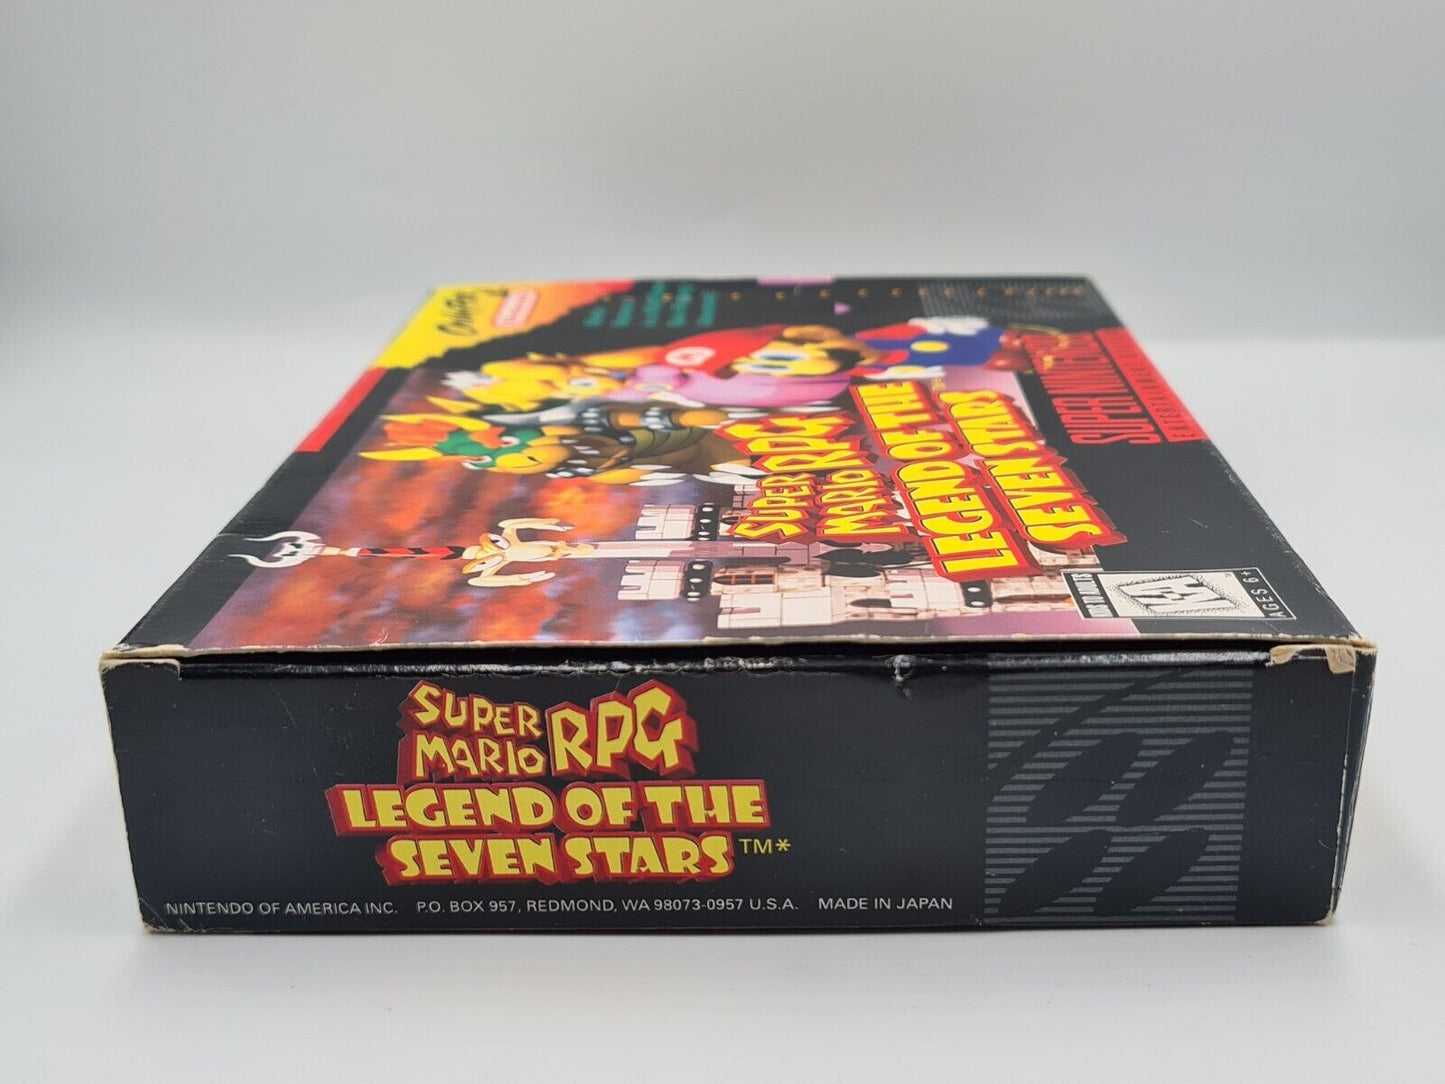 SUPER
MARIO RPG
LEGEND OF THE
SEVEN STARS
SUPER
ENTERTAINMENT
K-A
AGES 6+
SUPER
MARIO RPG
LEGEND OF THE
SEVEN STARS TM*
NINTENDO OF AMERICA INC. P.O. BOX 957, REDMOND, WA 98073-0957 U.S.A. MADE IN JAPAN